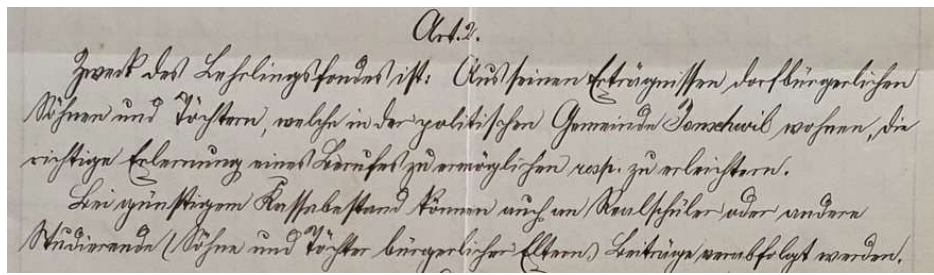 Art. 2.
Zweck des Lehrlingsfondes ist: Aus seinen Erträgnissen dorfbürgerlichen
Söhnen und Töchtern, welche in der politischen Gemeinde Jonschwil wohnen, die
richtige Erlernung eines Berufes zu ermöglichen resp. zu erleichtern.
Bei günstigem Kassabestand können auch an Realschüler oder andere
Studierende (Söhne und Töchter bürgerlicher Eltern) Beiträge verabfolgt werden.